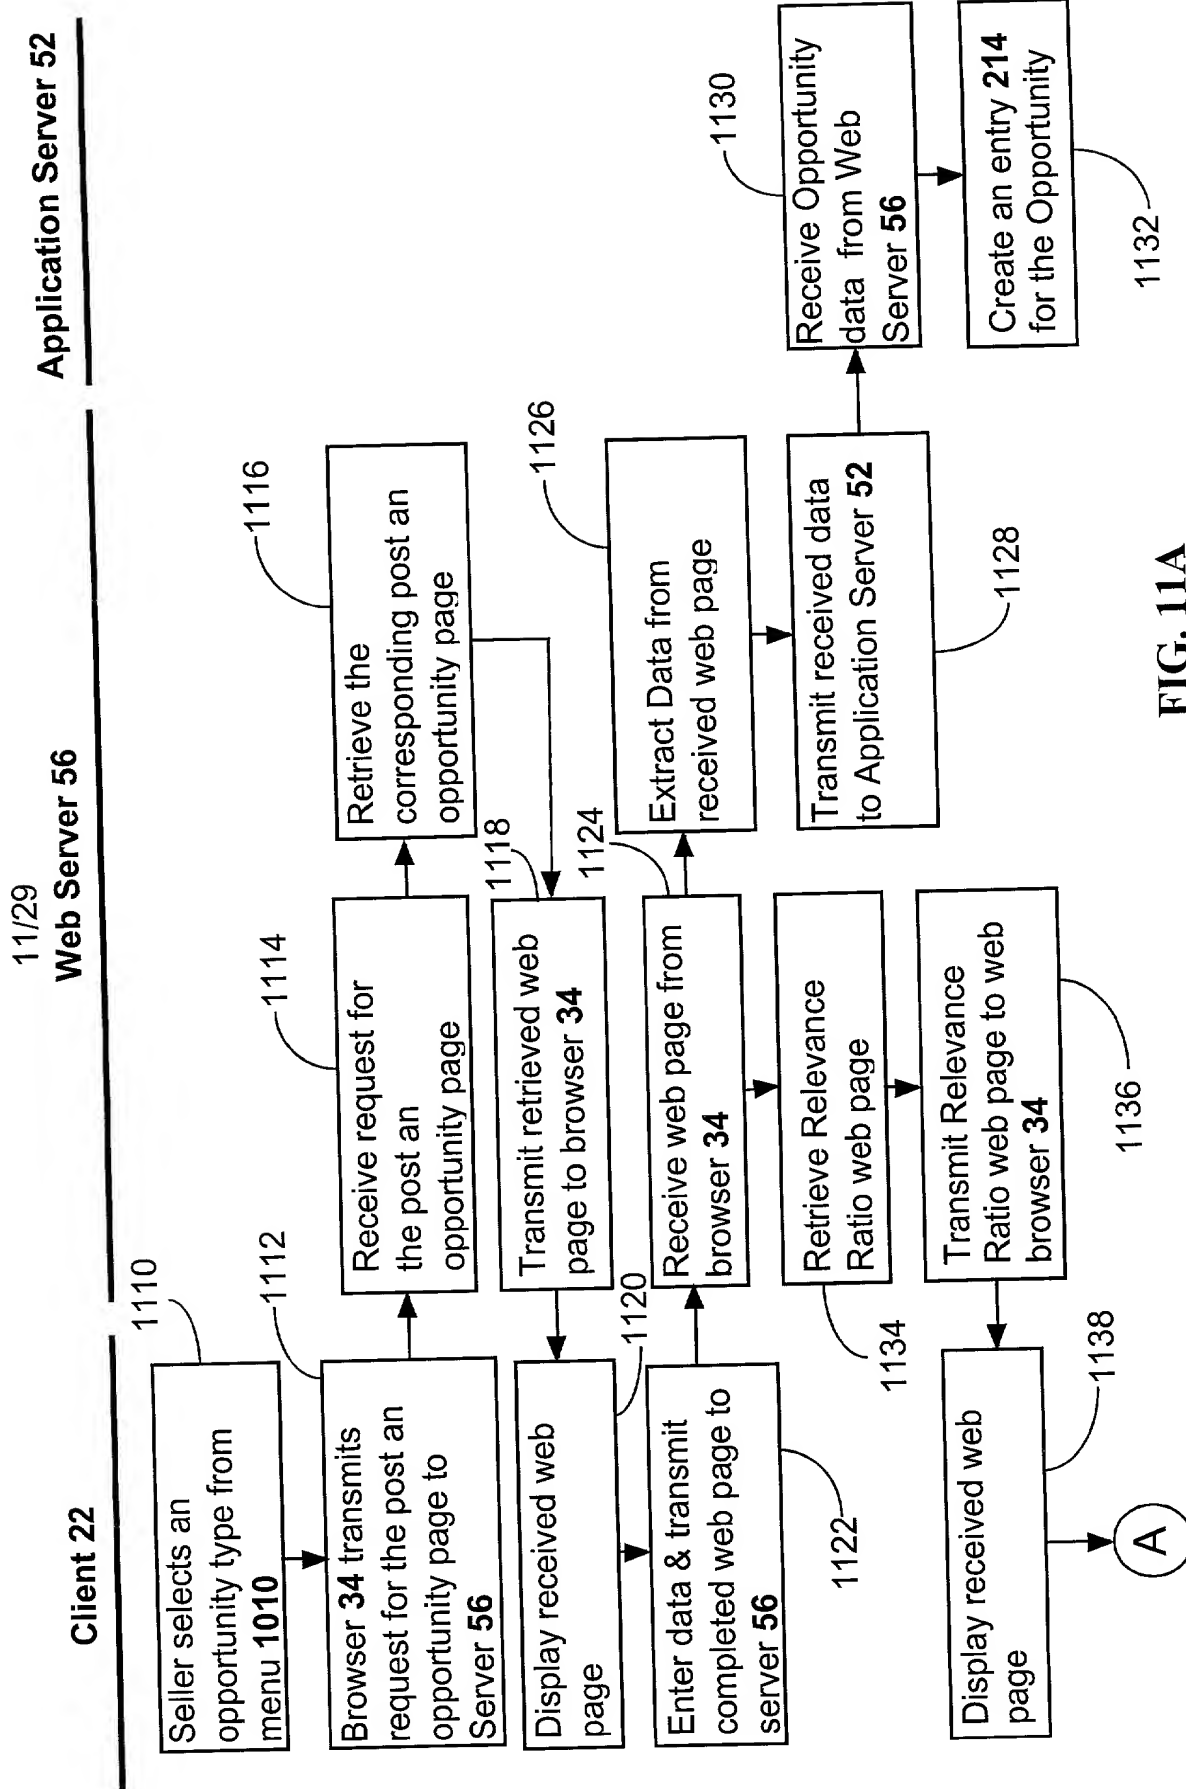 11/29
Client 22
Web Server 56
Application Server 52
1110
Seller selects an
opportunity type from
menu 1010
1112
Browser 34 transmits
request for the post an
opportunity page to
Server 56
1114
Receive request for
the post an
opportunity page
1116
Retrieve the
corresponding post an
opportunity page
1118
Transmit retrieved web
page to browser 34
1120
Display received web
page
Enter data & transmit
completed web page to
server 56
1122
1124
Receive web page from
browser 34
1126
Extract Data from
received web page
Transmit received data
to Application Server 52
1128
1130
Receive Opportunity
data from Web
Server 56
Create an entry 214
for the Opportunity
1132
Retrieve Relevance
Ratio web page
1134
Transmit Relevance
Ratio web page to web
browser 34
1136
Display received web
page
1138
A
FIG. 11A